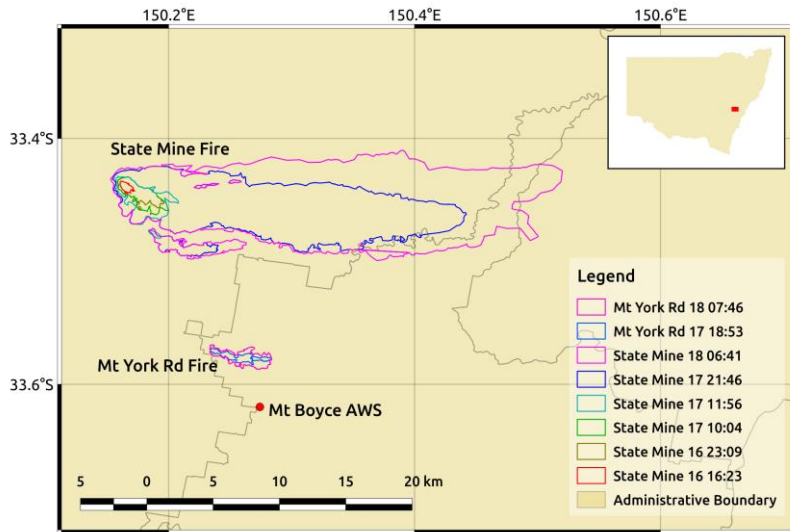 150.2°E 150.4°E 150.6°E
33.4°S
State Mine Fire
Legend
Mt York Rd 18 07:46
Mt York Rd 17 18:53
State Mine 18 06:41
State Mine 17 21:46
State Mine 17 11:56
State Mine 17 10:04
State Mine 16 23:09
State Mine 16 16:23
Administrative Boundary
Mt York Rd Fire
33.6°S
Mt Boyce AWS
5 0 5 10 15 20 km